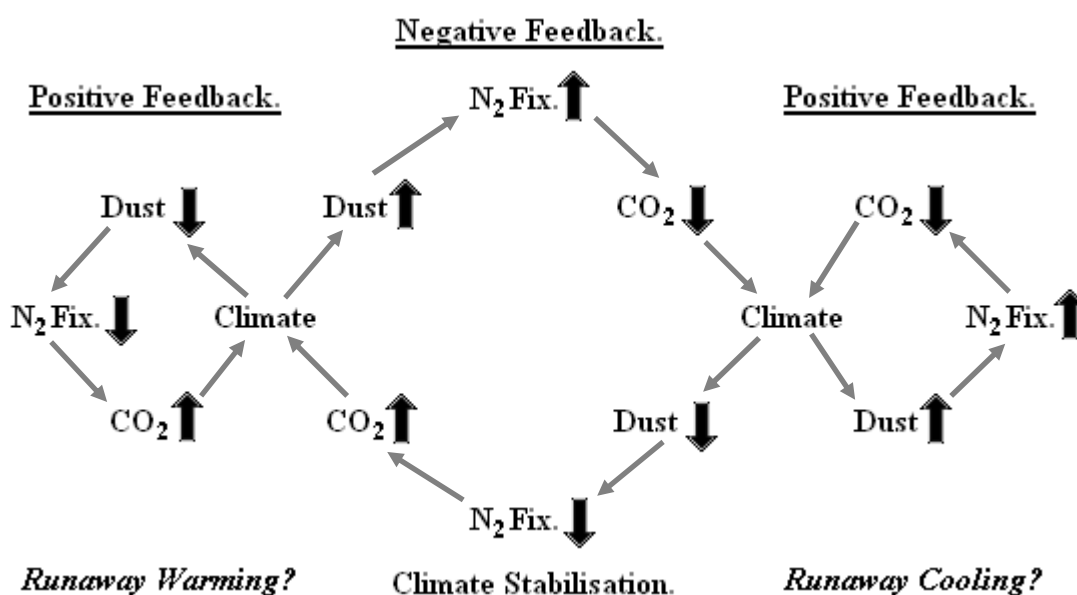 Negative Feedback.
Positive Feedback.
Positive Feedback.
N₂ Fix.
Dust
Dust
CO₂
CO₂
N₂ Fix.
Climate
Climate
N₂ Fix.
CO₂
CO₂
Dust
Dust
N₂ Fix.
Runaway Warming?
Climate Stabilisation.
Runaway Cooling?